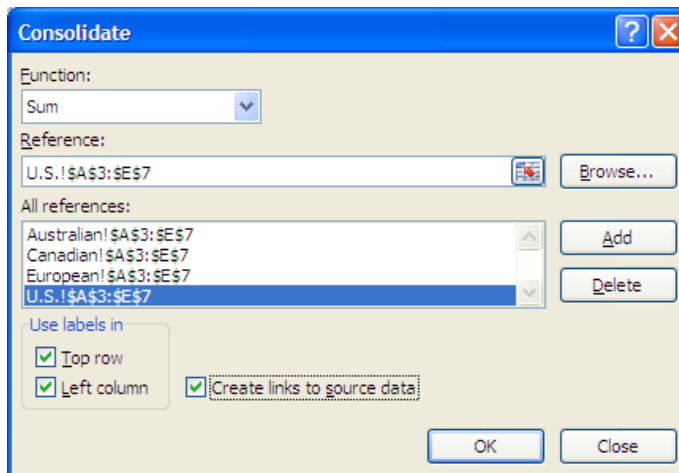 Consolidate
Function:
Sum
Reference:
U.S.!$A$3:$E$7
Browse...
All references:
Australian!$A$3:$E$7
Canadian!$A$3:$E$7
European!$A$3:$E$7
U.S.!$A$3:$E$7
Add
Delete
Use labels in
Top row
Left column
Create links to source data
OK
Close